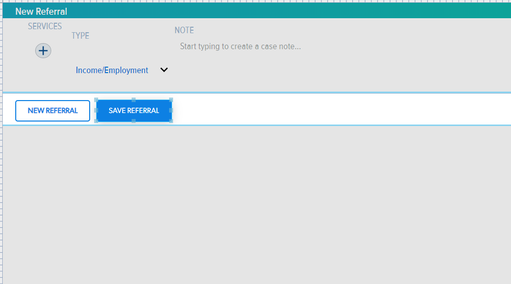 New Referral
SERVICES
TYPE
NOTE
Start typing to create a case note...
Income/Employment
NEW REFERRAL
SAVE REFERRAL